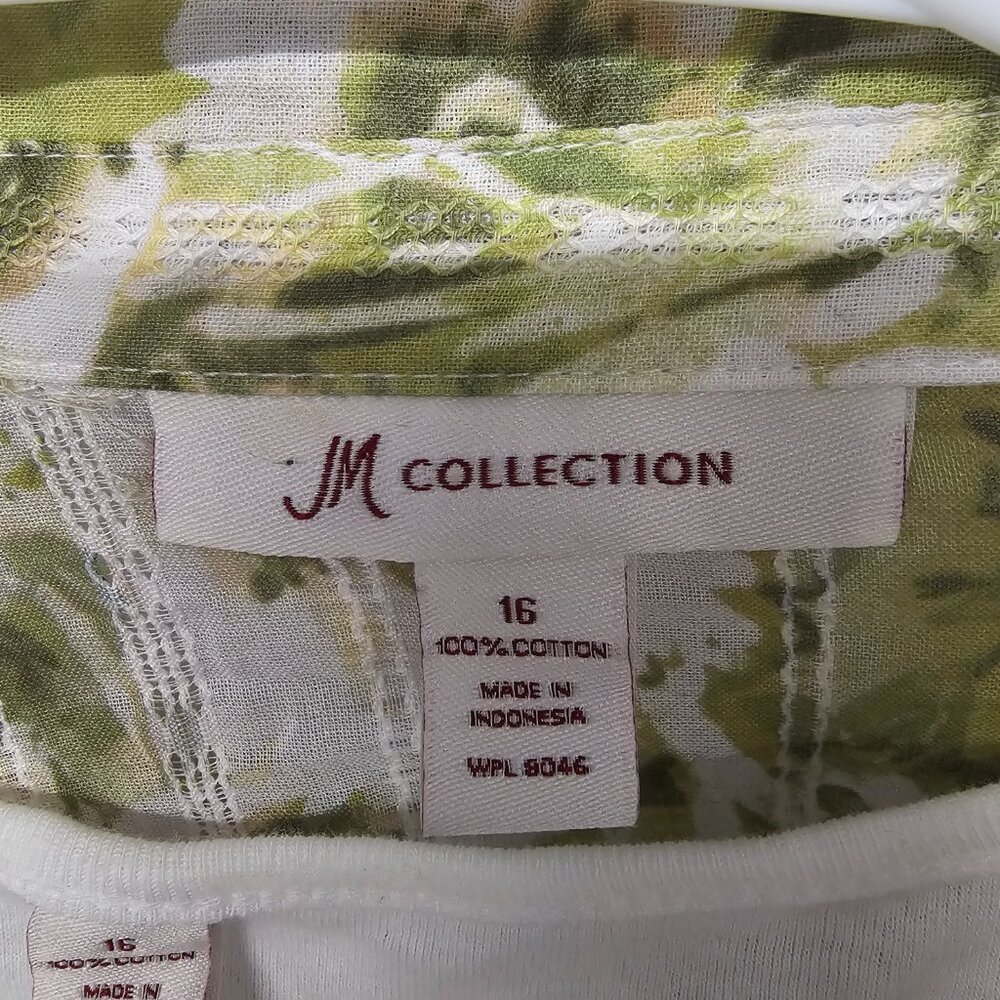 JM COLLECTION
16
100% COTTON
MADE IN
INDONESIA
WPL 8046
16
100% COTTON
MADE IN